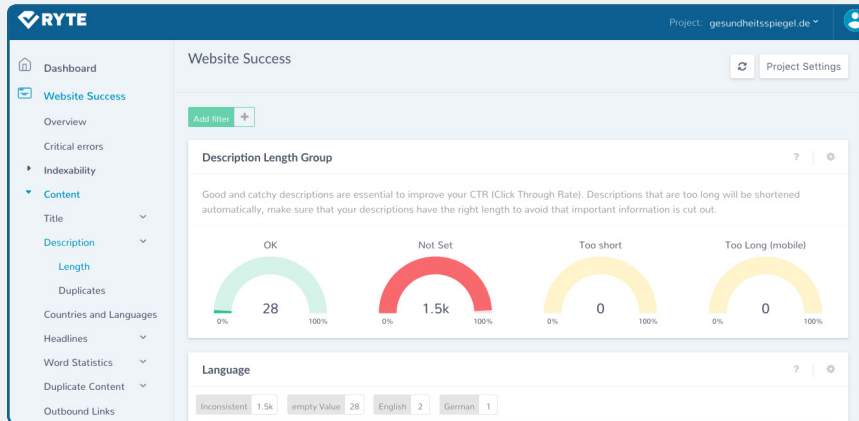 RYTE
Project: gesundheitsspiegel.de
Dashboard
Website Success
Overview
Critical errors
Indexability
Content
Title
Description
Length
Duplicates
Countries and Languages
Headlines
Word Statistics
Duplicate Content
Outbound Links
Website Success
Project Settings
Add filter +
Description Length Group ?
Good and catchy descriptions are essential to improve your CTR (Click Through Rate). Descriptions that are too long will be shortened
automatically, make sure that your descriptions have the right length to avoid that important information is cut out.
OK Not Set Too short Too Long (mobile)
28 1.5k 0 0
0% 100% 0% 100% 0% 100% 0% 100%
Language ?
Inconsistent 1.5k empty Value 28 English 2 German 1